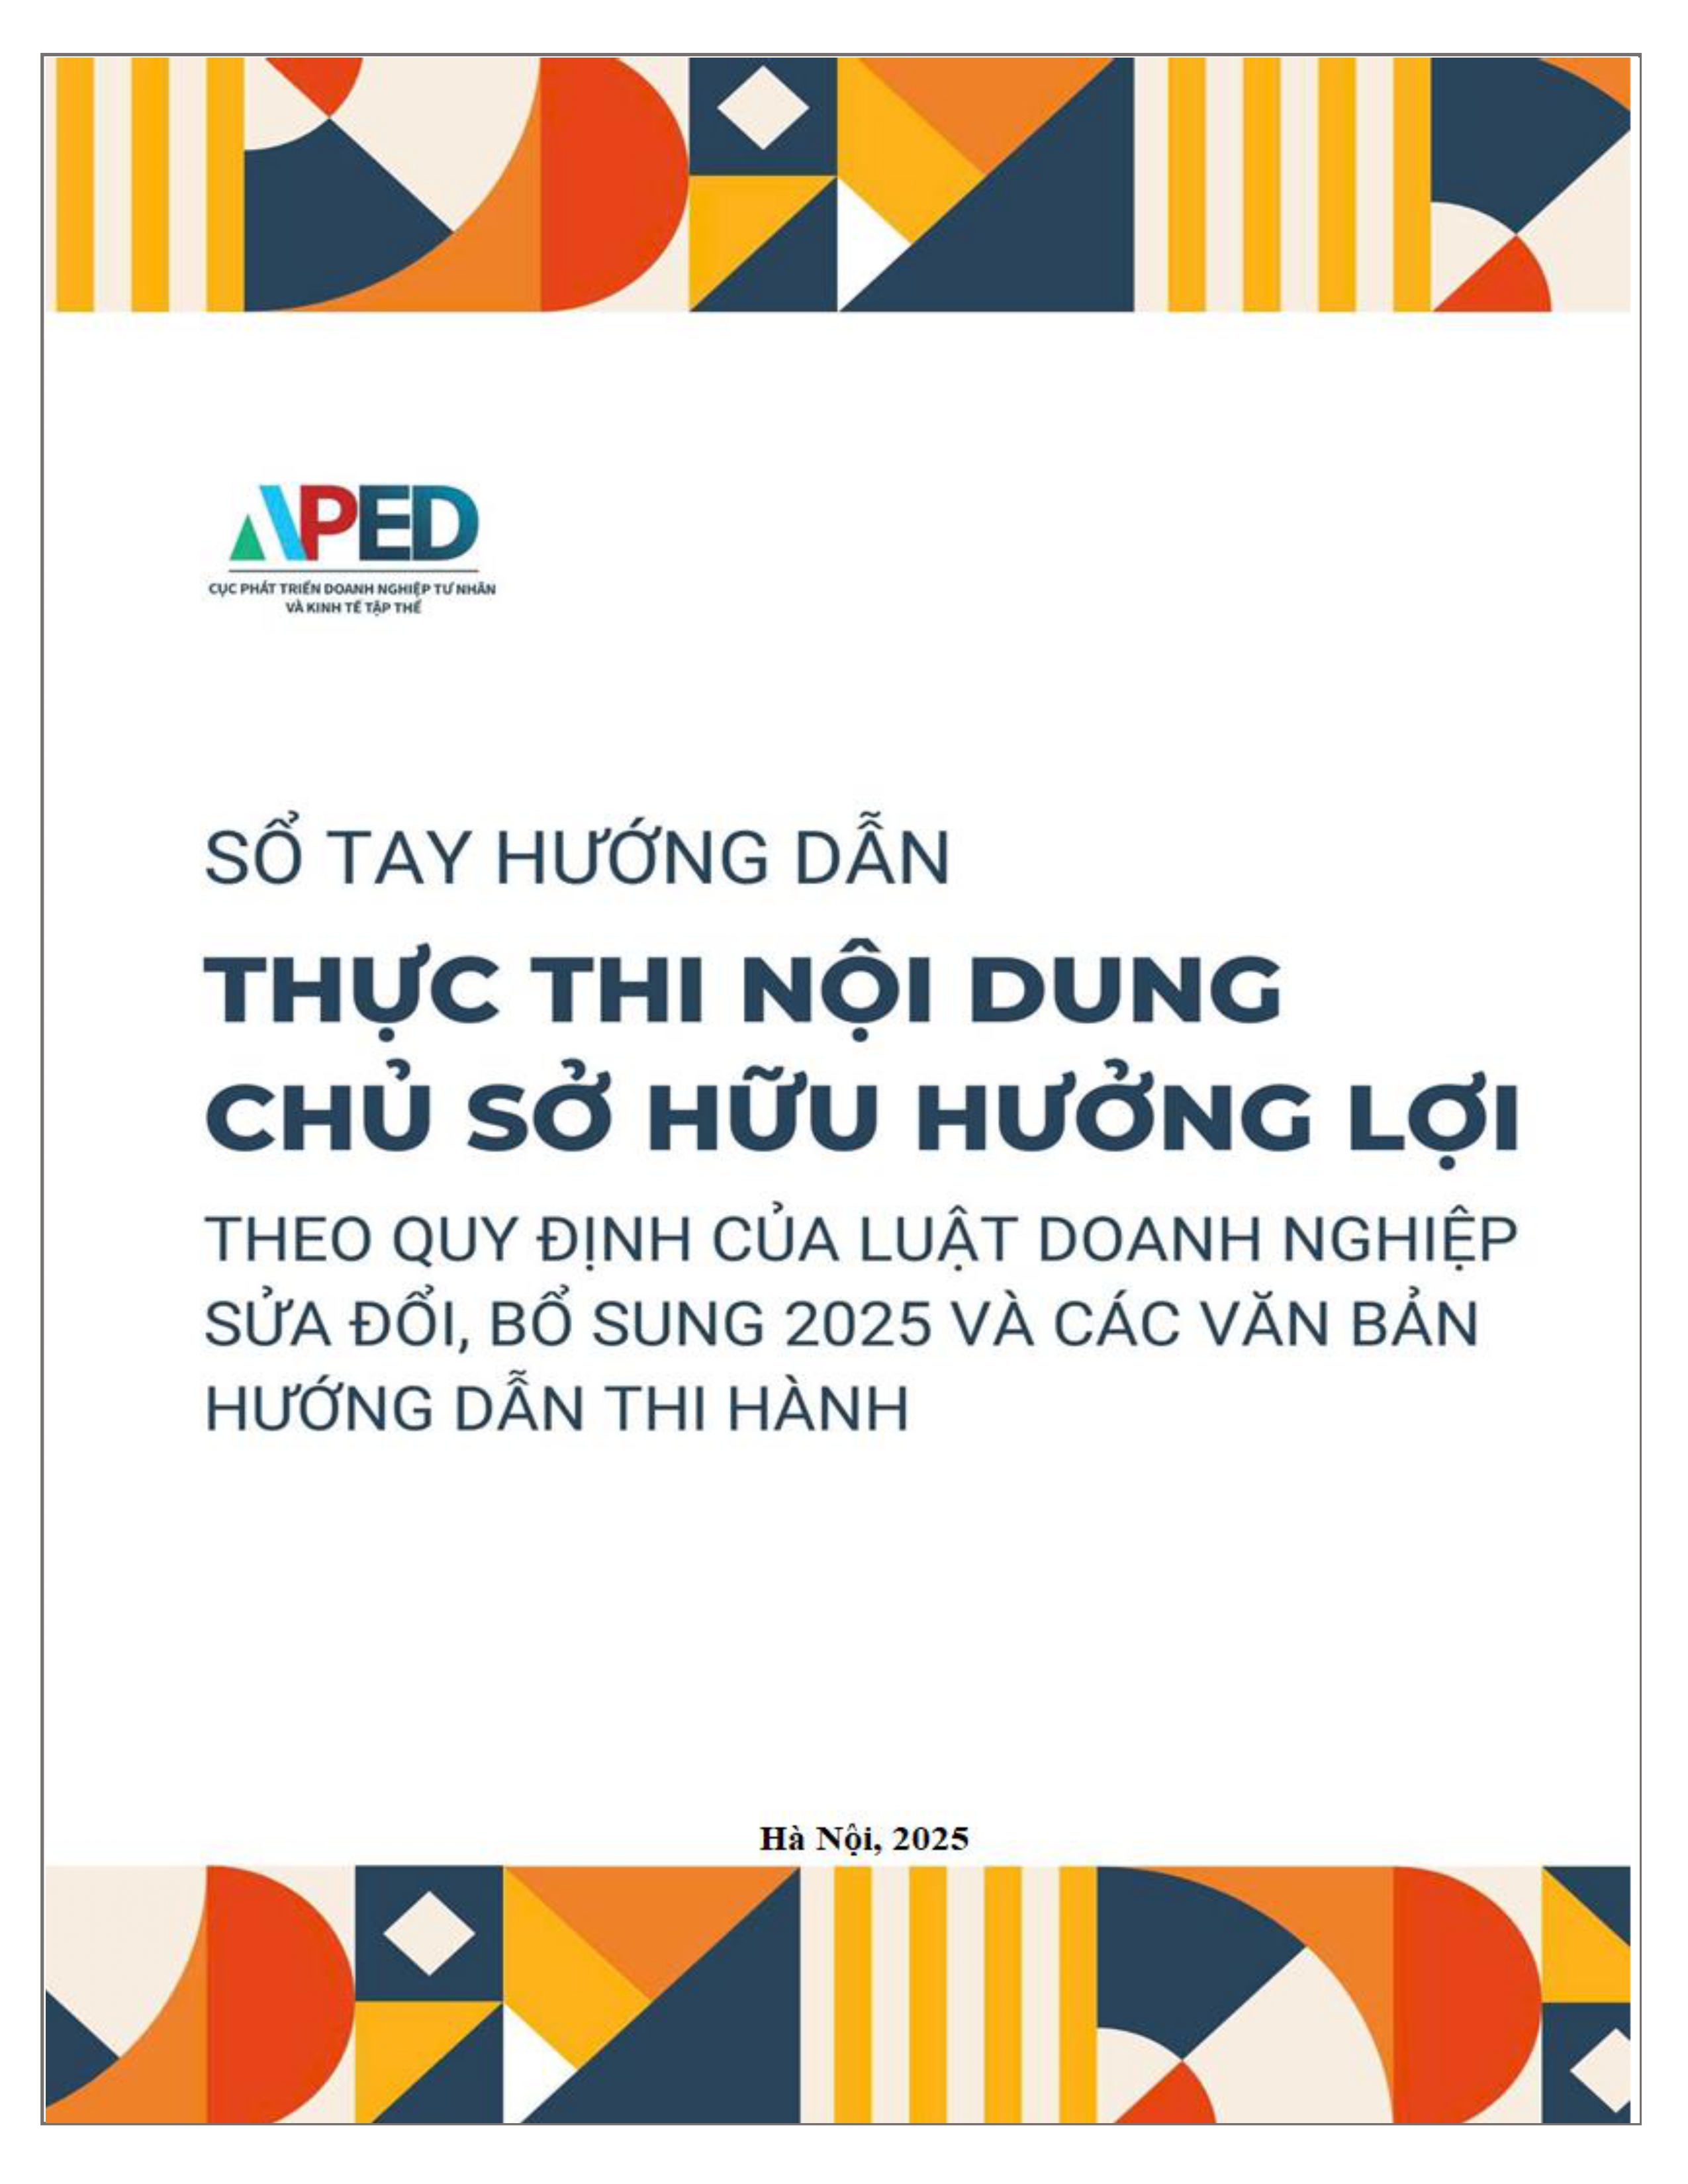 APED
CỤC PHÁT TRIỂN DOANH NGHIỆP TƯ NHÂN
VÀ KINH TẾ TẬP THỂ
SỔ TAY HƯỚNG DẪN
THỰC THI NỘI DUNG
CHỦ SỞ HỮU HƯỞNG LỢI
THEO QUY ĐỊNH CỦA LUẬT DOANH NGHIỆP
SỬA ĐỔI, BỔ SUNG 2025 VÀ CÁC VĂN BẢN
HƯỚNG DẪN THI HÀNH
Hà Nội, 2025